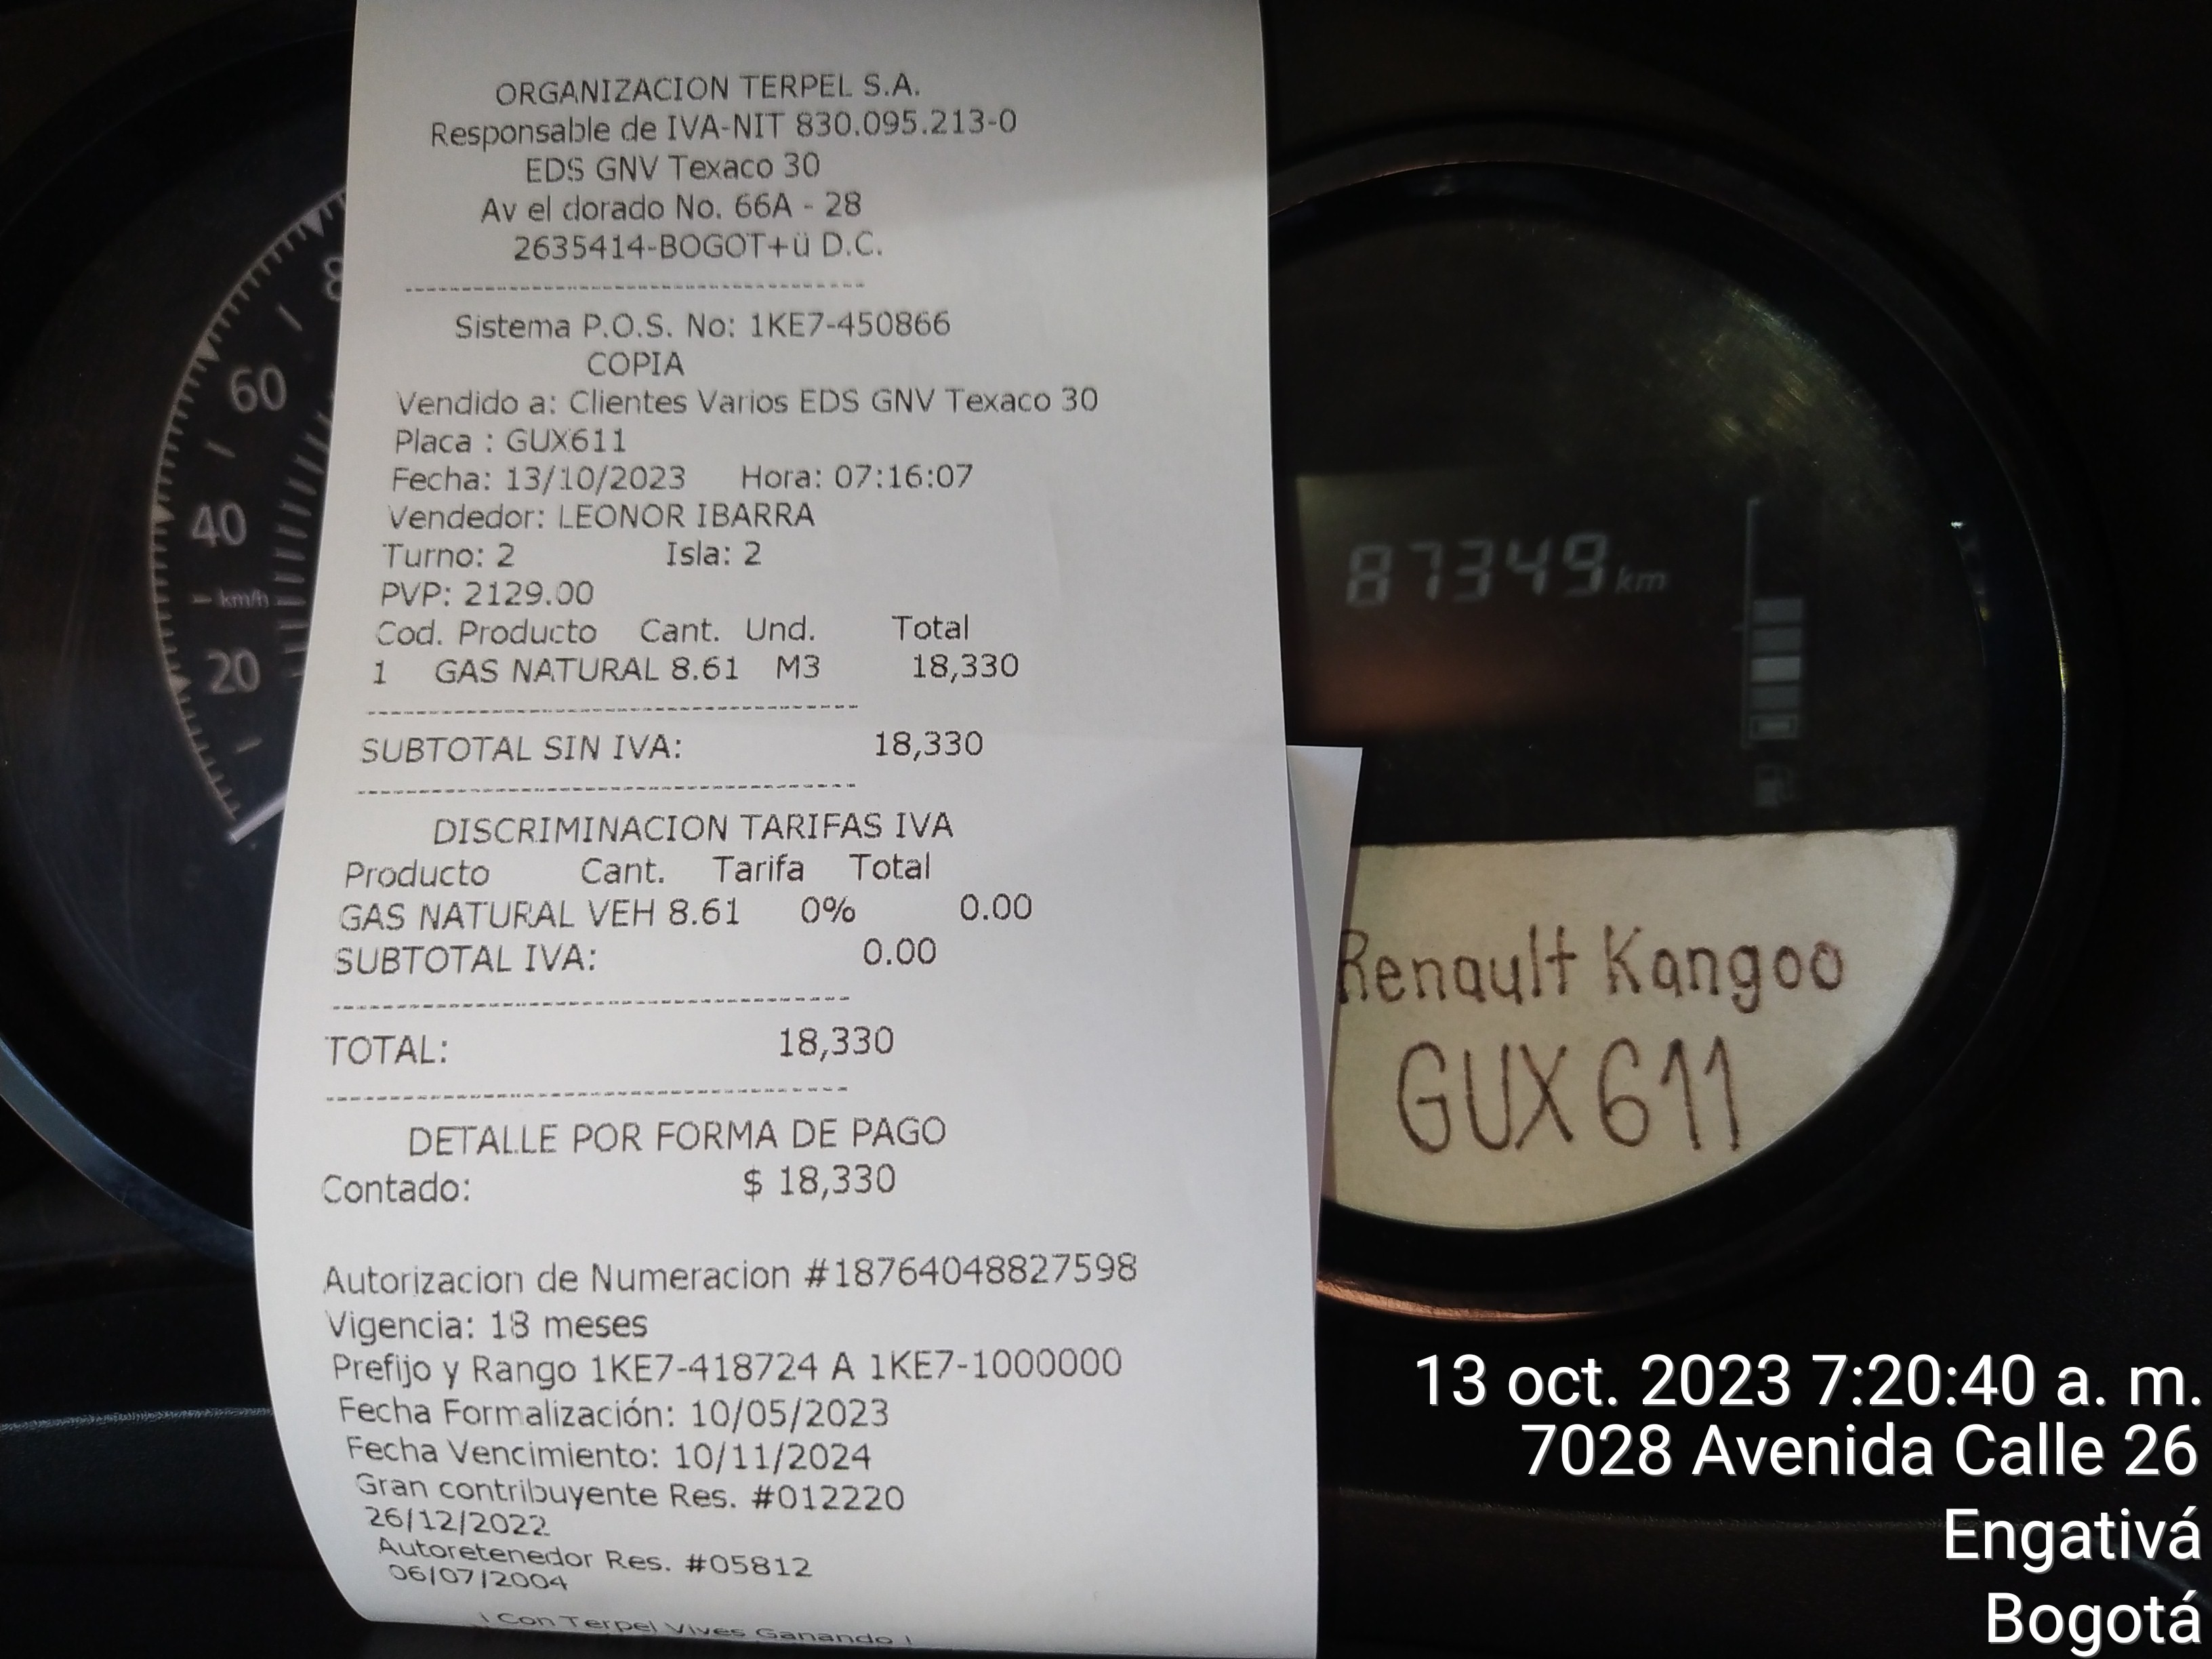 ORGANIZACION TERPEL S.A.
Responsable de IVA-NIT 830.095.213-0
EDS GNV Texaco 30
Av el dorado No. 66A - 28
2635414-BOGOT+ü D.C.
Sistema P.O.S. No: 1KE7-450866
COPIA
Vendido a: Clientes Varios EDS GNV Texaco 30
Placa : GUX611
Fecha: 13/10/2023 Hora: 07:16:07
Vendedor: LEONOR IBARRA
Turno: 2 Isla: 2
PVP: 2129.00
Cod. Producto Cant. Und. Total
1 GAS NATURAL 8.61 M3 18,330
SUBTOTAL SIN IVA: 18,330
DISCRIMINACION TARIFAS IVA
Producto Cant. Tarifa Total
GAS NATURAL VEH 8.61 0% 0.00
SUBTOTAL IVA: 0.00
TOTAL: 18,330
DETALLE POR FORMA DE PAGO
Contado: $ 18,330
Autorizacion de Numeracion #18764048827598
Vigencia: 18 meses
Prefijo y Rango 1KE7-418724 A 1KE7-1000000
Fecha Formalización: 10/05/2023
Fecha Vencimiento: 10/11/2024
Gran contribuyente Res. #012220
26/12/2022
Autoretenedor Res. #05812
06/07/2004
¡ Con Terpel Vives Ganando !
60
40
km/h
20
87349 km
Renault Kangoo
GUX611
13 oct. 2023 7:20:40 a. m.
7028 Avenida Calle 26
Engativá
Bogotá